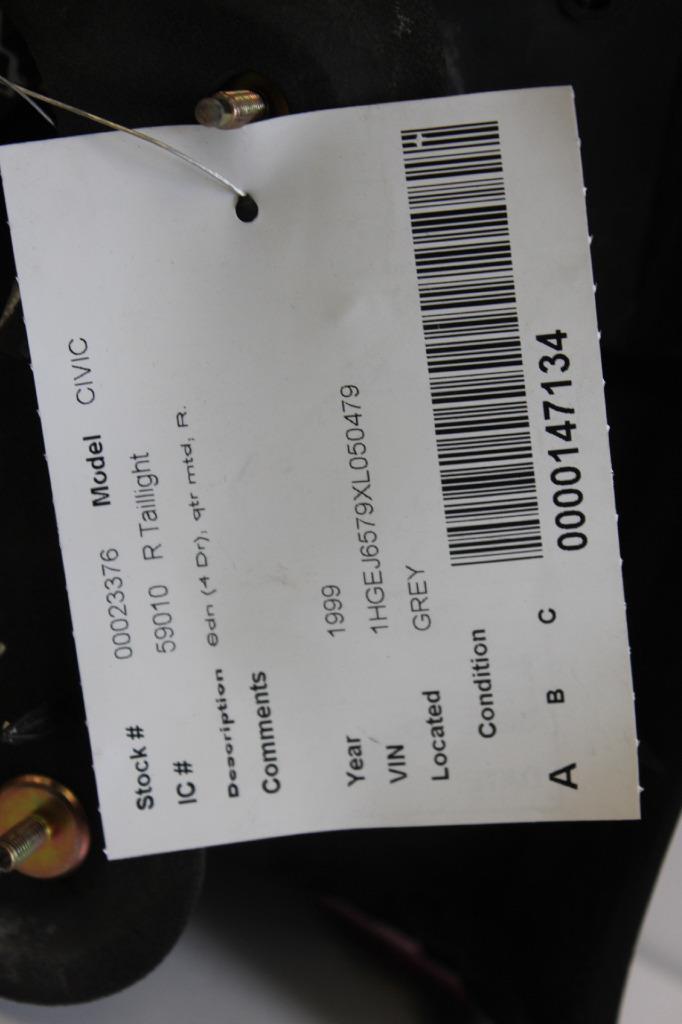 Stock # 00023376 Model CIVIC
IC # 59010 R Taillight
Description sdn (4 Dr), qtr mtd, R.
Comments
Year 1999
VIN 1HGEJ6579XL050479
Located GREY
Condition
A B C 0000147134